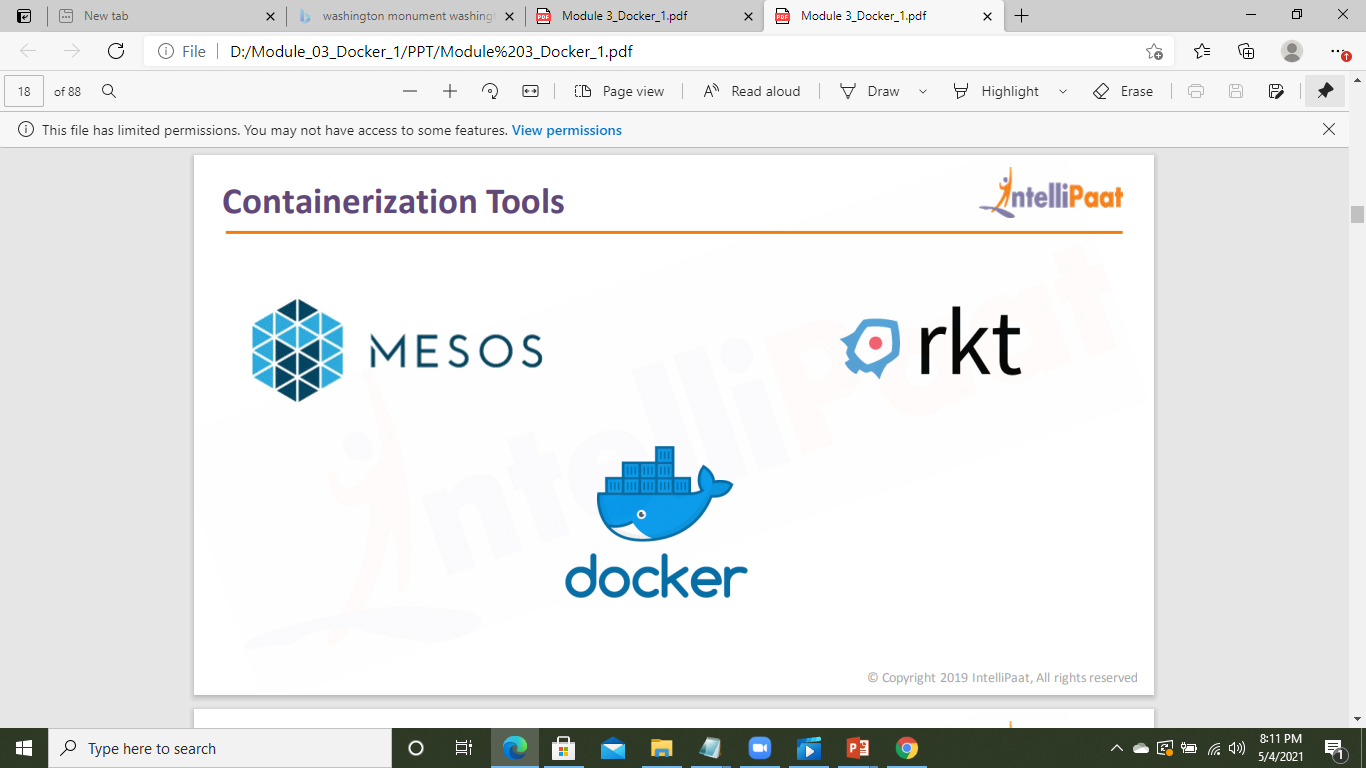 New tab
washington monument washingt
Module 3_Docker_1.pdf
Module 3_Docker_1.pdf
File
D:/Module_03_Docker_1/PPT/Module%203_Docker_1.pdf
18
of 88
Page view
Read aloud
Draw
Highlight
Erase
This file has limited permissions. You may not have access to some features. View permissions
Containerization Tools
IntelliPaat
MESOS
rkt
IntelliPaat
docker
© Copyright 2019 IntelliPaat, All rights reserved
Type here to search
8:11 PM
5/4/2021
1